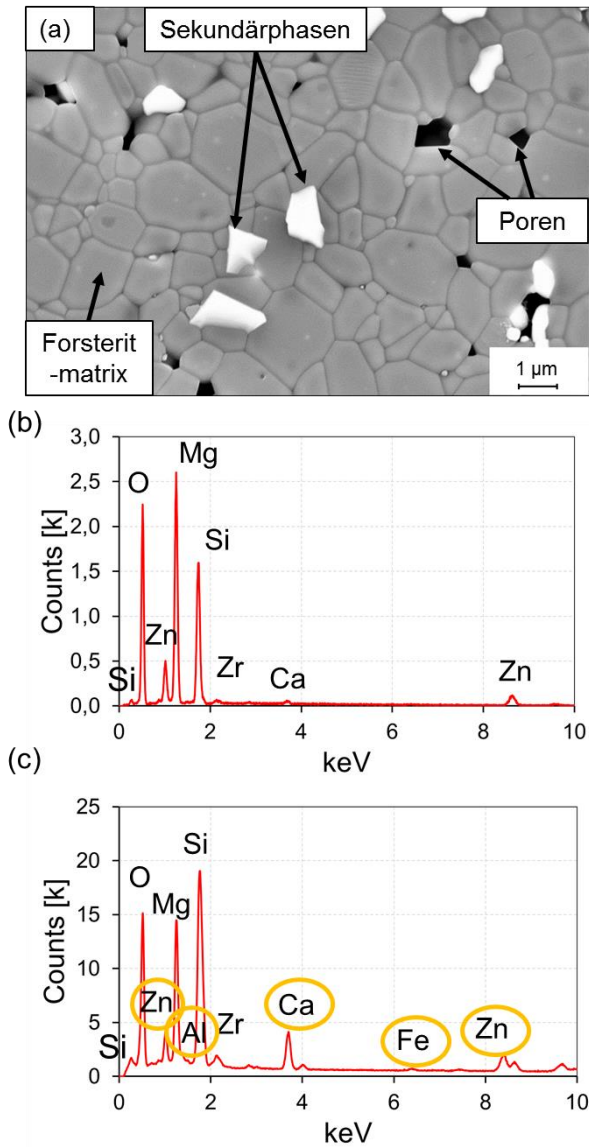 (a)
Sekundärphasen
Poren
Forsterit
-matrix
1 µm
(b)
3,0
2,5
2,0
1,5
1,0
0,5
0,0
Counts [k]
O
Mg
Si
Zn
Si
Zr
Ca
Zn
0 2 4 6 8 10
keV
(c)
25
20
15
10
5
0
Counts [k]
Si
O
Mg
Zn
Al
Si
Zr
Ca
Fe
Zn
0 2 4 6 8 10
keV